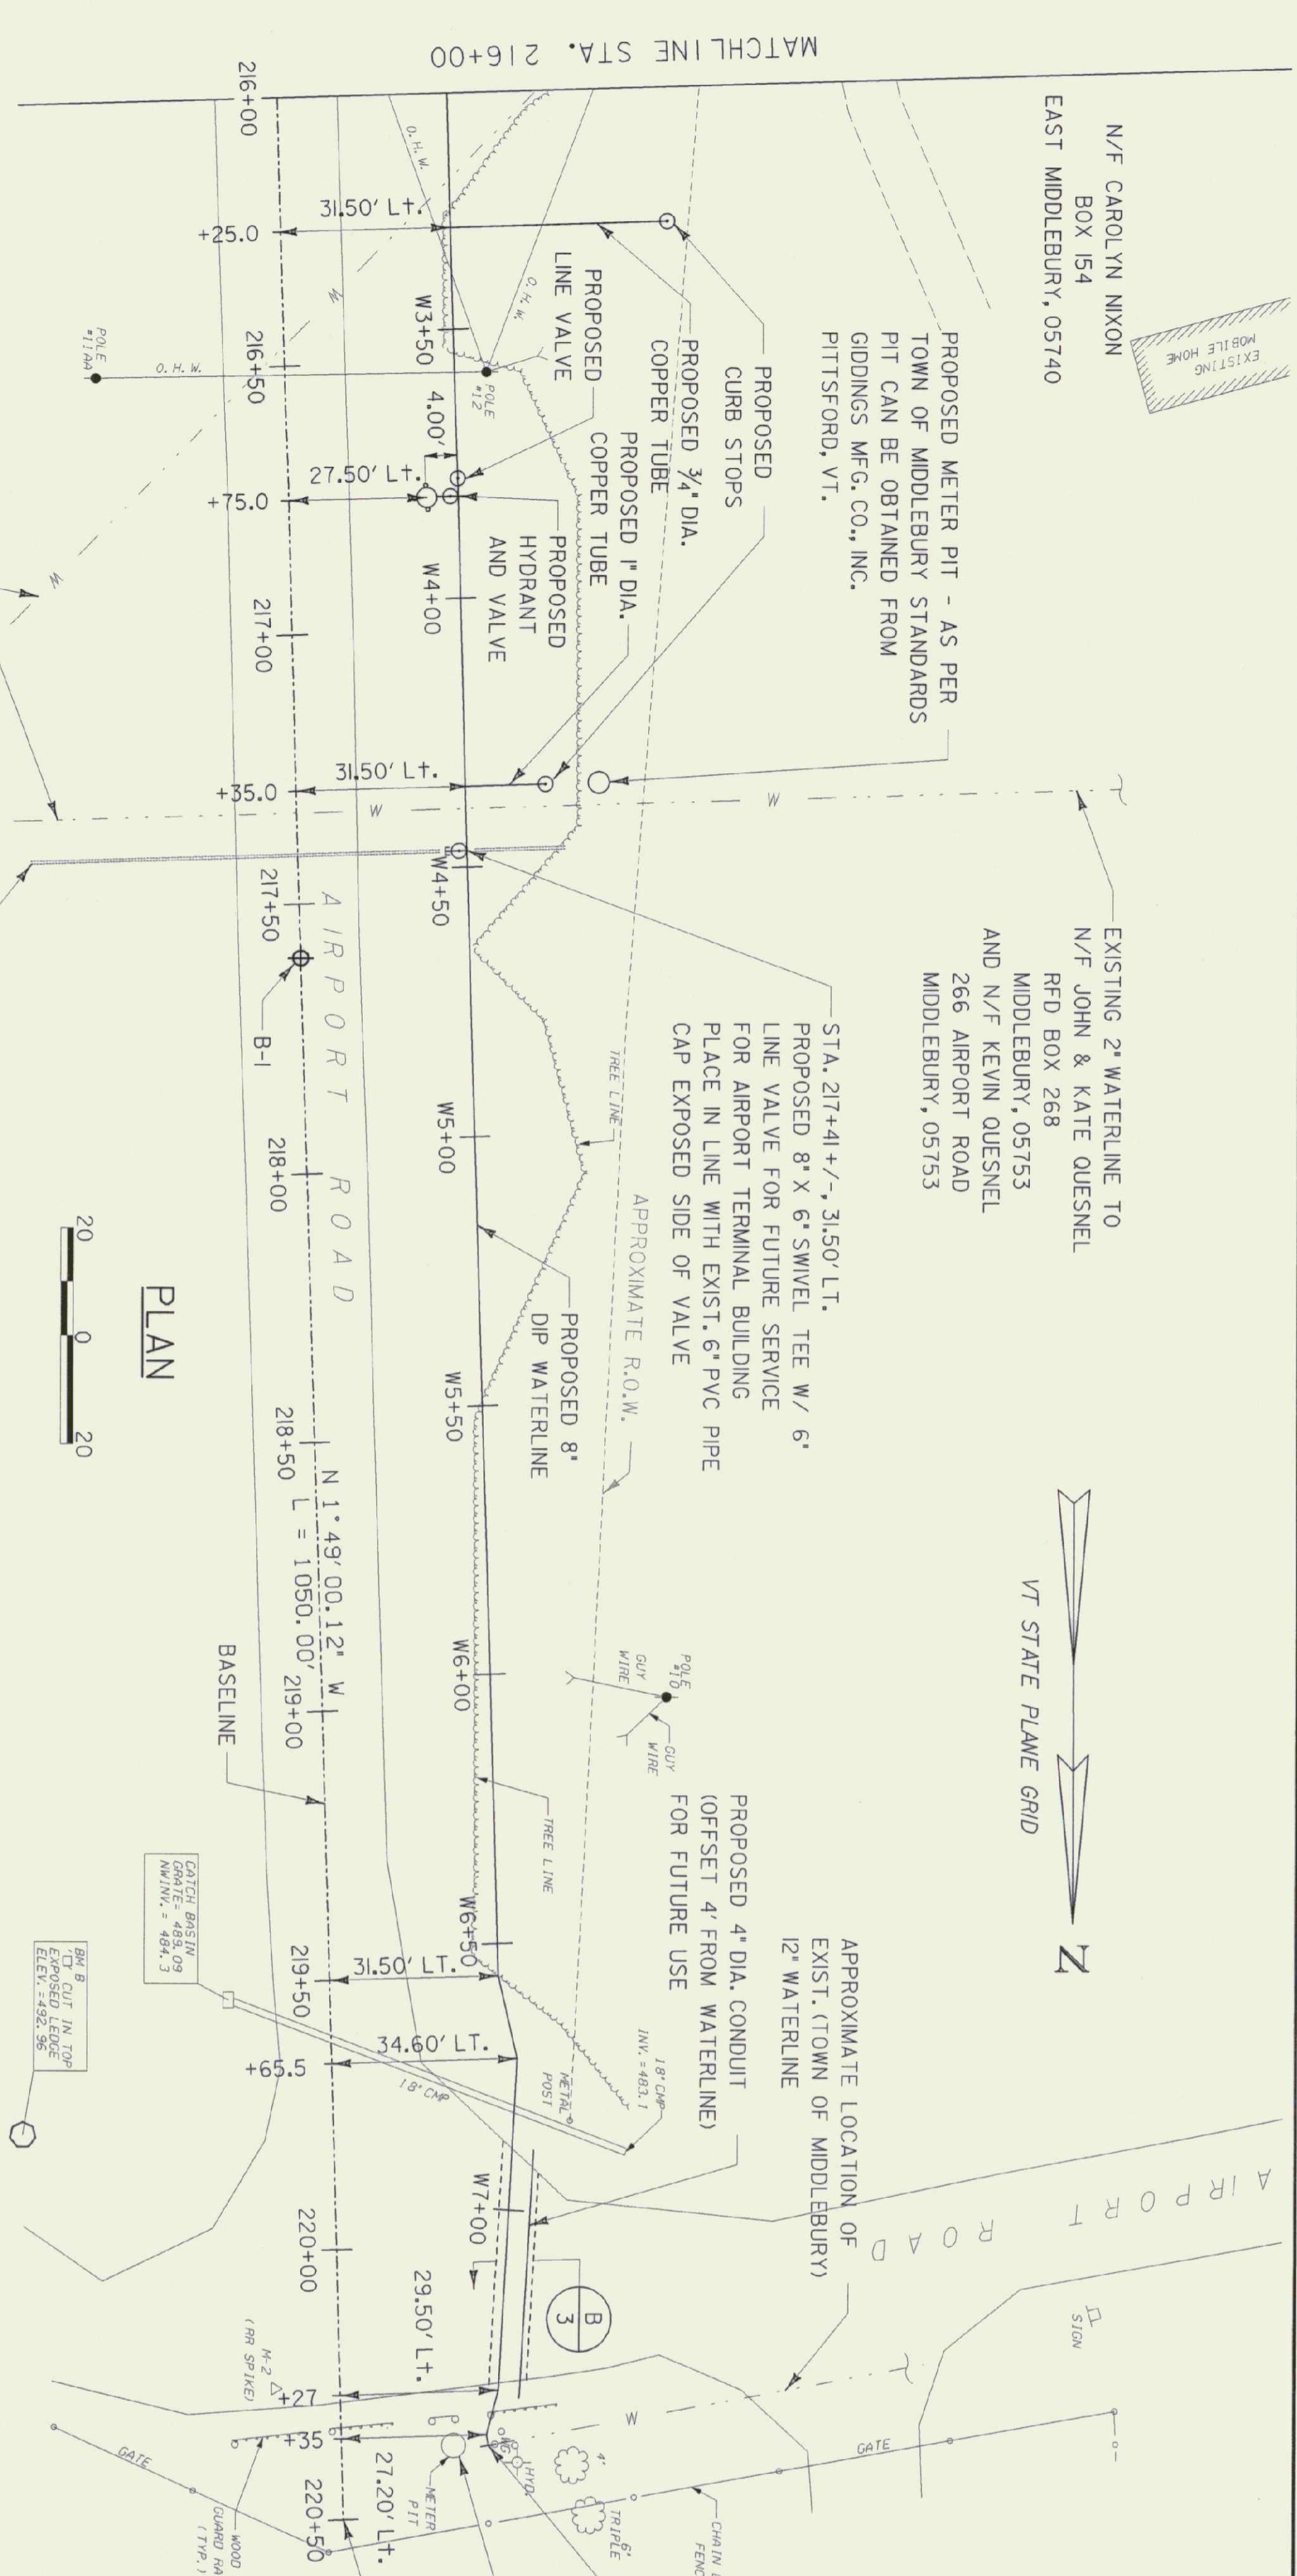 MATCHLINE STA. 216+00
N/F CAROLYN NIXON
BOX 154
EAST MIDDLEBURY, 05740
EXISTING
MOBILE HOME
PROPOSED METER PIT - AS PER
TOWN OF MIDDLEBURY STANDARDS
PIT CAN BE OBTAINED FROM
GIDDINGS MFG. CO., INC.
PITTSFORD, VT.
PROPOSED
CURB STOPS
PROPOSED 3/4" DIA.
COPPER TUBE
PROPOSED 1" DIA.
COPPER TUBE
PROPOSED
LINE VALVE
PROPOSED
HYDRANT
AND VALVE
O.H.W.
O.H.W.
O.H.W.
POLE
#12
POLE
#11AA
31.50' Lt.
27.50' Lt.
4.00'
31.50' Lt.
W3+50
W4+00
W4+50
W5+00
W5+50
W6+00
W6+50
W7+00
216+00
+25.0
216+50
+75.0
217+00
+35.0
217+50
218+00
218+50
219+00
219+50
+65.5
220+00
+27
+35
220+50
W
W
W
W
EXISTING 2" WATERLINE TO
N/F JOHN & KATE QUESNEL
RFD BOX 268
MIDDLEBURY, 05753
AND N/F KEVIN QUESNEL
266 AIRPORT ROAD
MIDDLEBURY, 05753
STA. 217+41+/-, 31.50' LT.
PROPOSED 8" X 6" SWIVEL TEE W/ 6"
LINE VALVE FOR FUTURE SERVICE
FOR AIRPORT TERMINAL BUILDING
PLACE IN LINE WITH EXIST. 6" PVC PIPE
CAP EXPOSED SIDE OF VALVE
TREE LINE
APPROXIMATE R.O.W.
PROPOSED 8"
DIP WATERLINE
AIRPORT ROAD
B-1
N 1° 49' 00.12" W
L = 1050.00'
BASELINE
PLAN
20 0 20
VT STATE PLANE GRID
N
POLE
#10
GUY
WIRE
GUY
WIRE
TREE LINE
PROPOSED 4" DIA. CONDUIT
(OFFSET 4' FROM WATERLINE)
FOR FUTURE USE
APPROXIMATE LOCATION OF
EXIST. (TOWN OF MIDDLEBURY)
12" WATERLINE
31.50' LT.
34.60' LT.
29.50' Lt.
27.20' Lt.
CATCH BASIN
GRATE= 489.09
NWINV. = 484.3
BM B
'□' CUT IN TOP
EXPOSED LEDGE
ELEV. =492.96
18" CMP
18" CMP
INV. =483.1
METAL
POST
B
3
AIRPORT ROAD
SIGN
M-2
(RR SPIKE)
GATE
GATE
WOOD
GUARD RA
(TYP.)
METER
PIT
HYD.
4"
6"
TRIPLE
CHAIN L
FENC